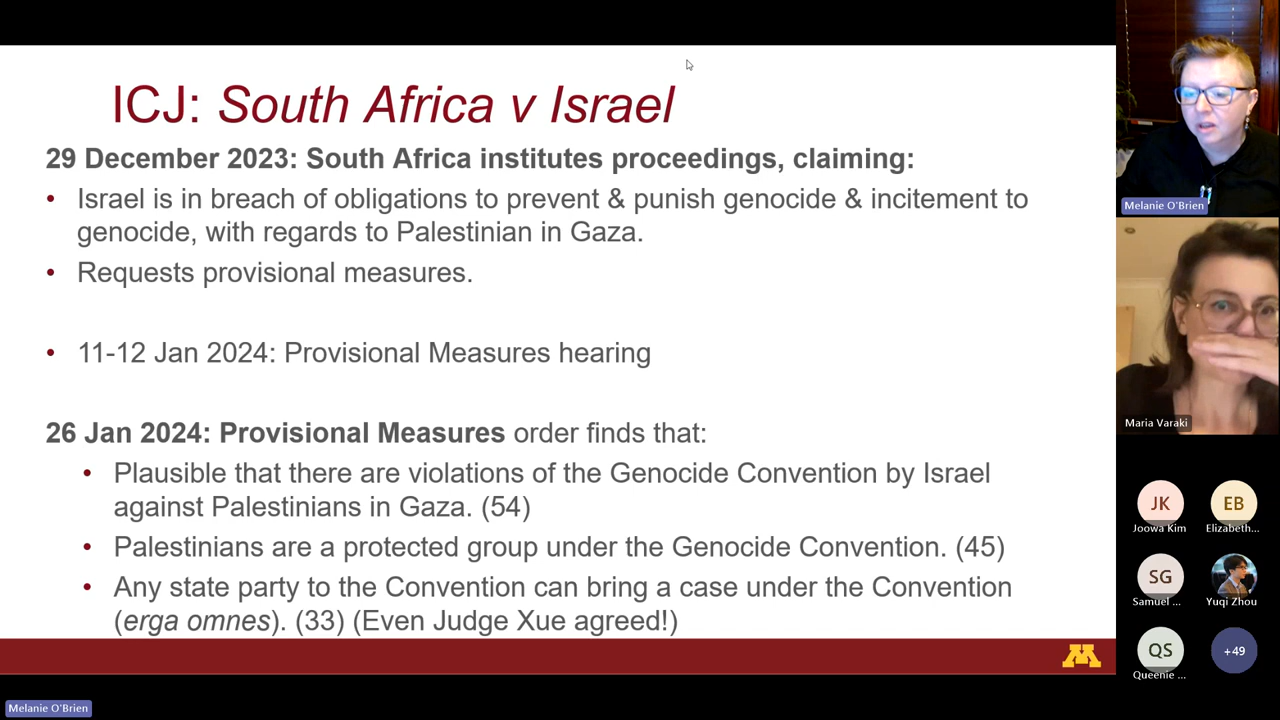 ICJ: South Africa v Israel
29 December 2023: South Africa institutes proceedings, claiming:
• Israel is in breach of obligations to prevent & punish genocide & incitement to
genocide, with regards to Palestinian in Gaza.
• Requests provisional measures.
• 11-12 Jan 2024: Provisional Measures hearing
26 Jan 2024: Provisional Measures order finds that:
• Plausible that there are violations of the Genocide Convention by Israel
against Palestinians in Gaza. (54)
• Palestinians are a protected group under the Genocide Convention. (45)
• Any state party to the Convention can bring a case under the Convention
(erga omnes). (33) (Even Judge Xue agreed!)
M
Melanie O'Brien
Melanie O'Brien
Maria Varaki
JK
EB
Joowa Kim
Elizabeth...
SG
Samuel ...
Yuqi Zhou
QS
+49
Queenie ...